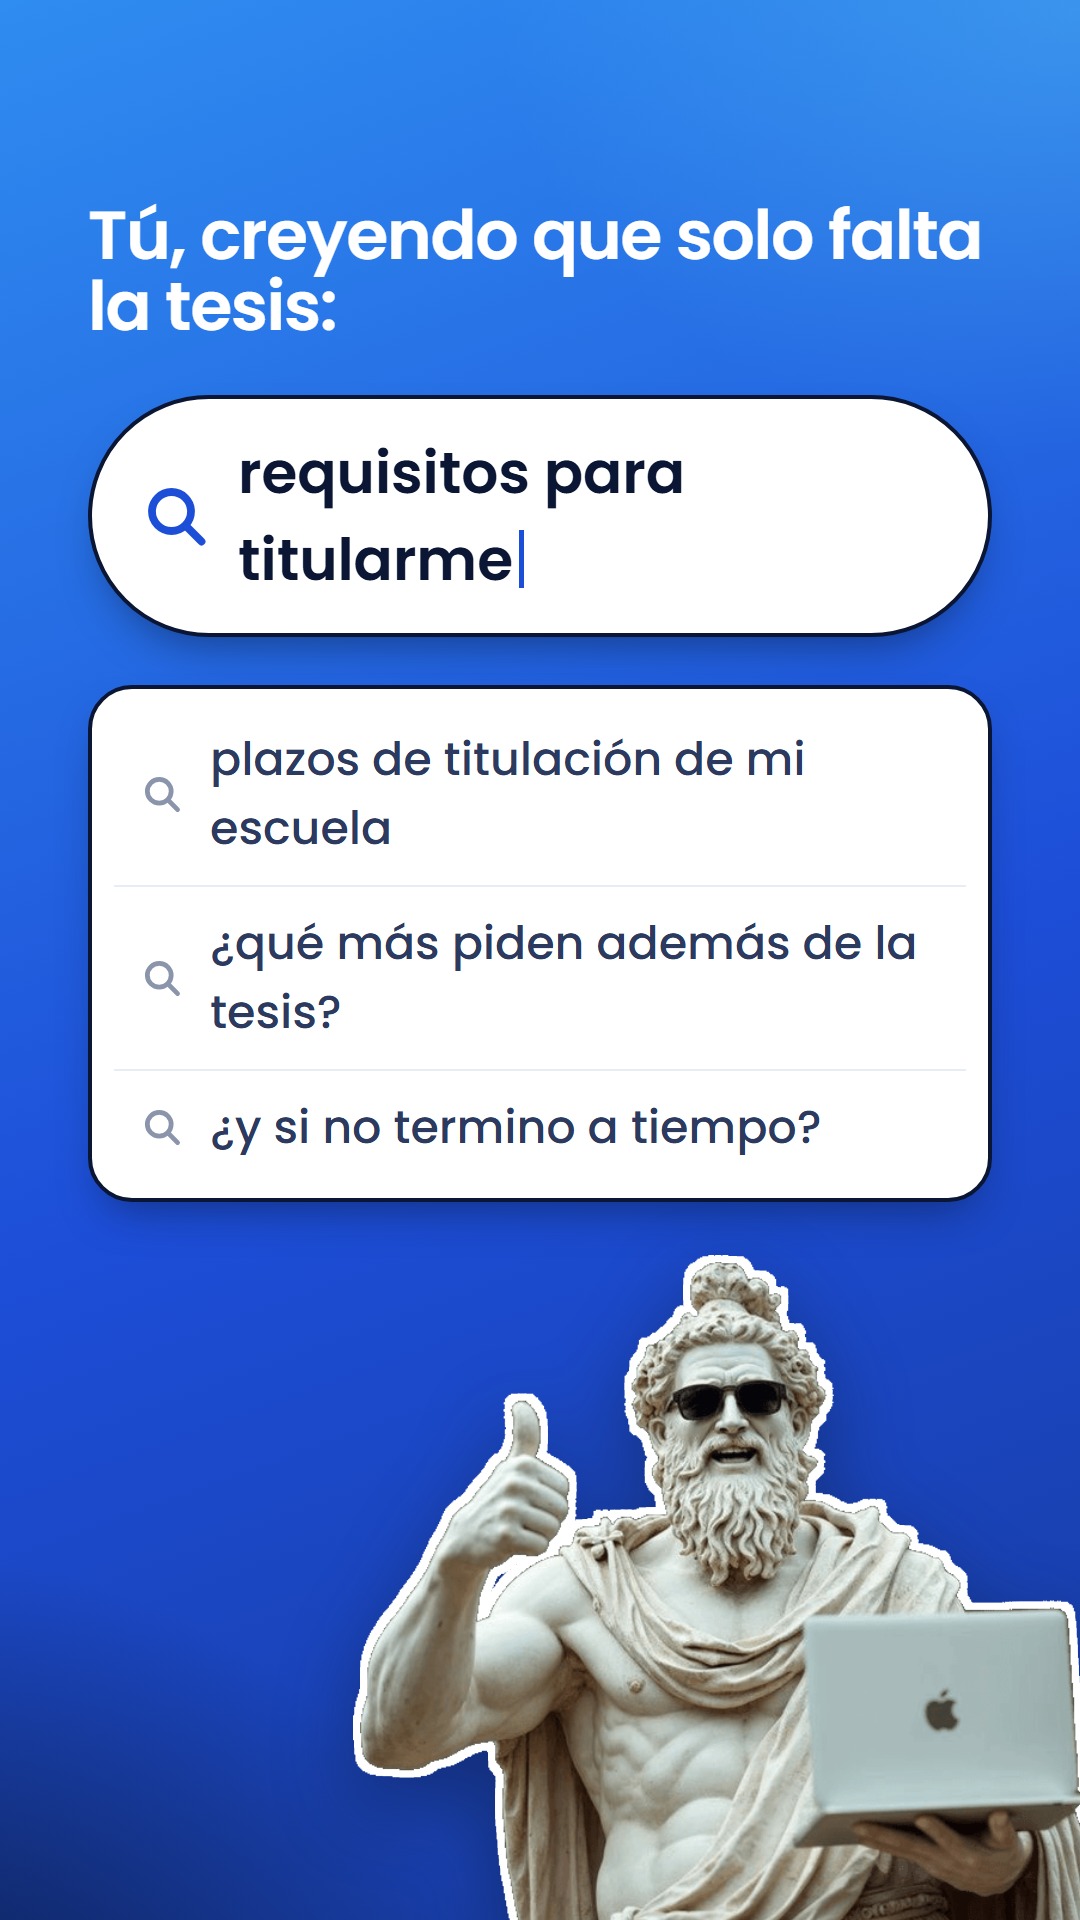 Tú, creyendo que solo falta
la tesis:
requisitos para
titularme
plazos de titulación de mi
escuela
¿qué más piden además de la
tesis?
¿y si no termino a tiempo?